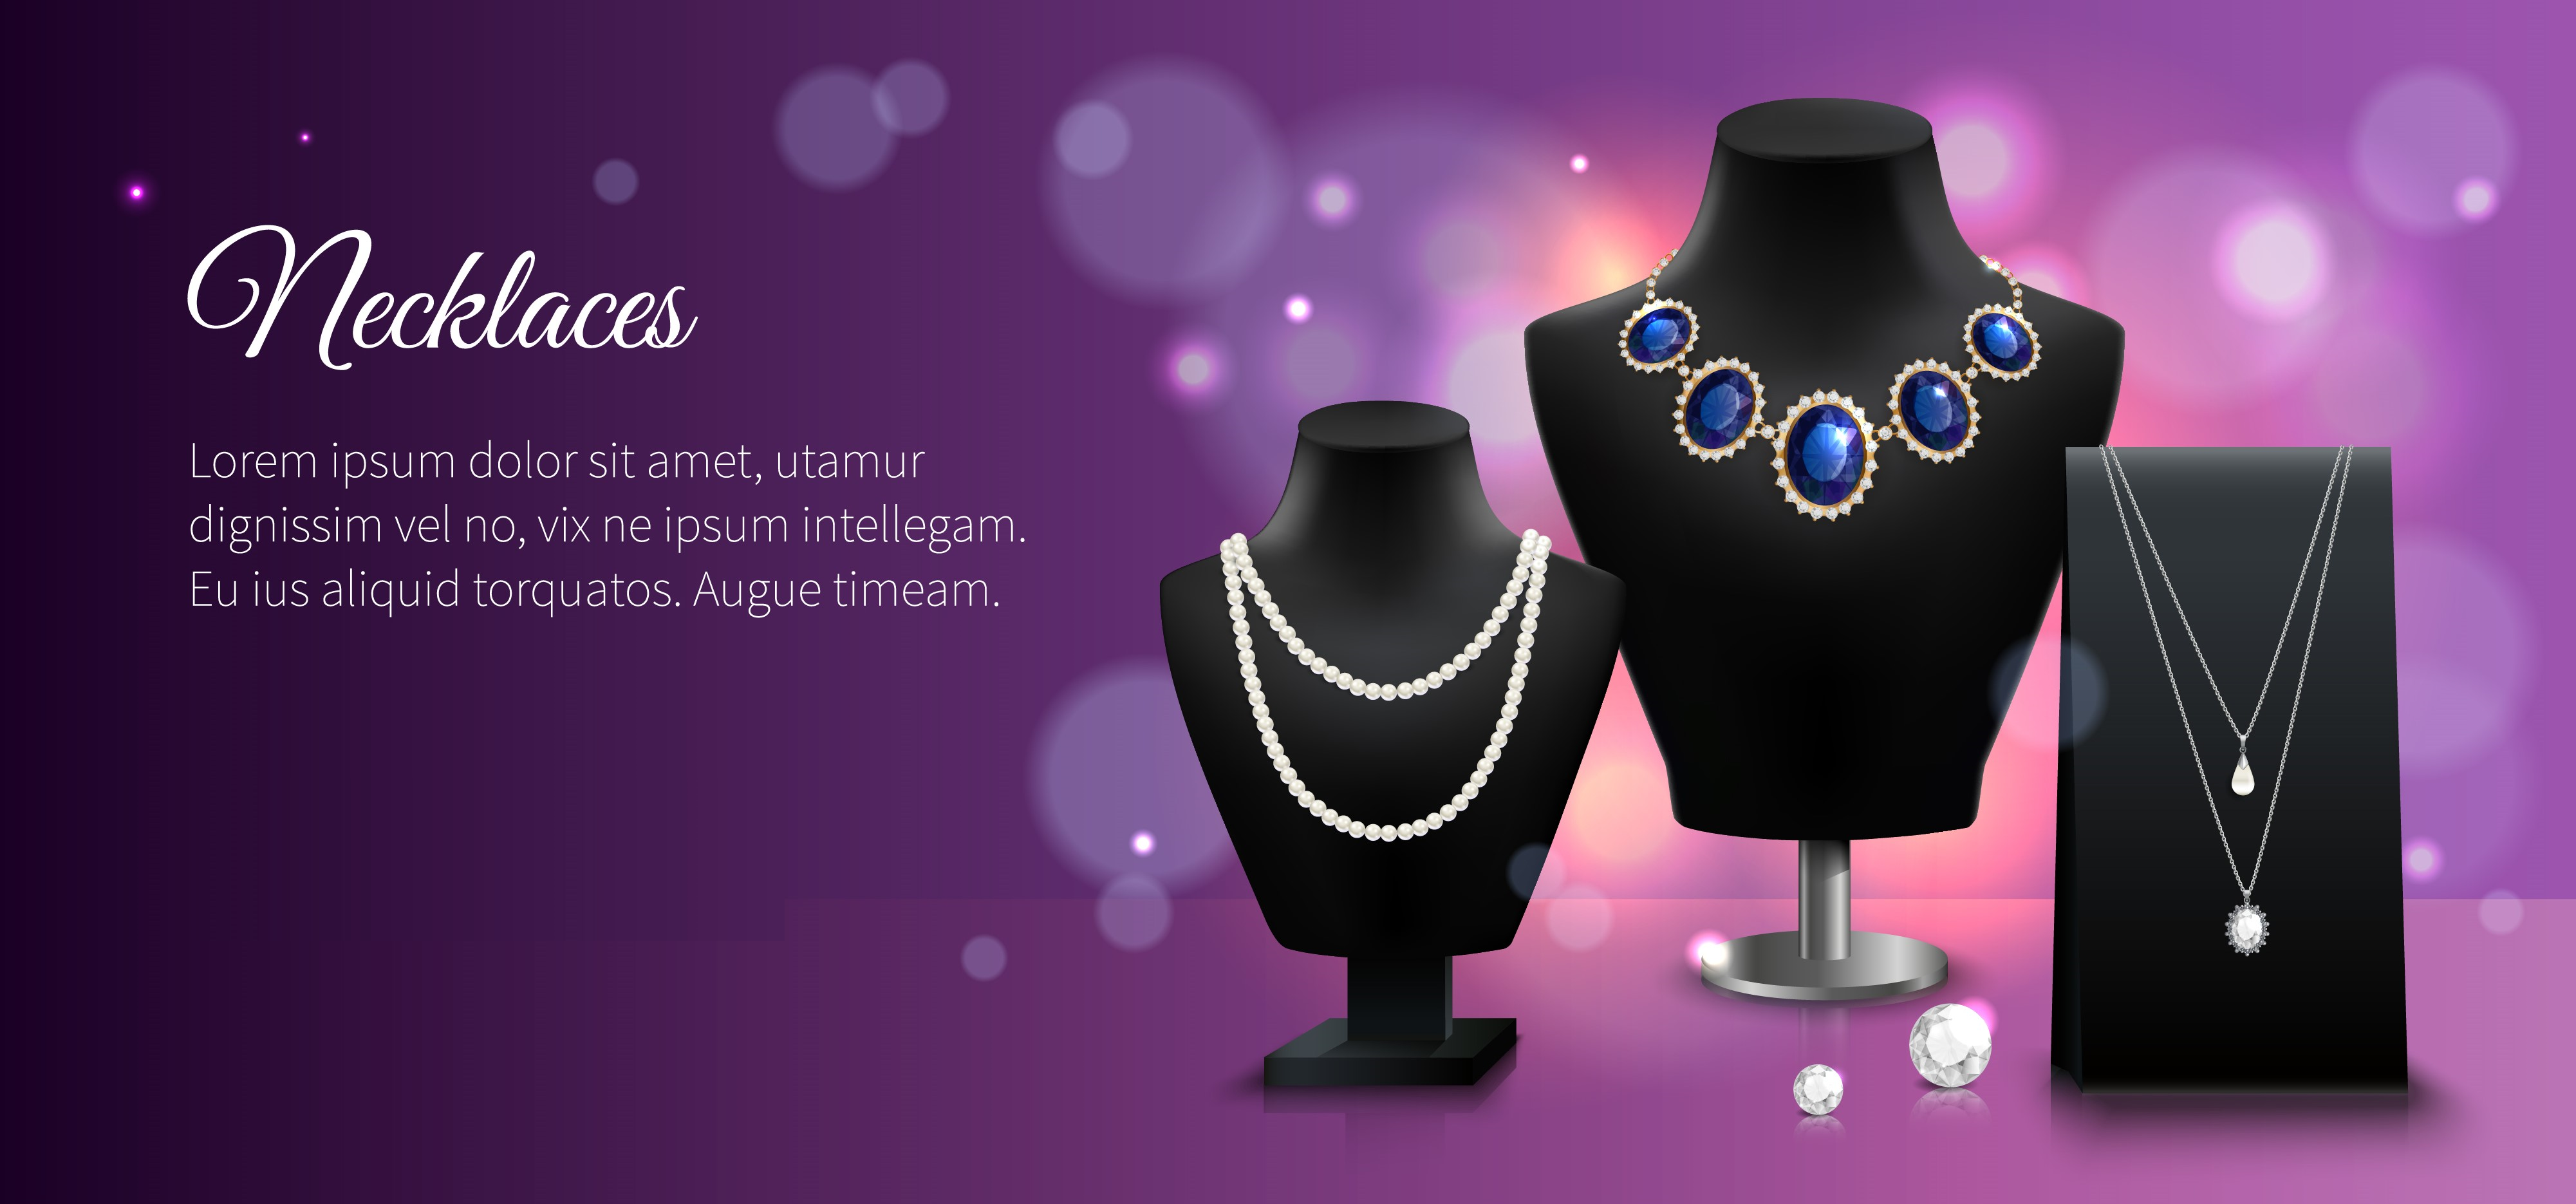 Necklaces
Lorem ipsum dolor sit amet, utamur
dignissim vel no, vix ne ipsum intellegam.
Eu ius aliquid torquatos. Augue timeam.